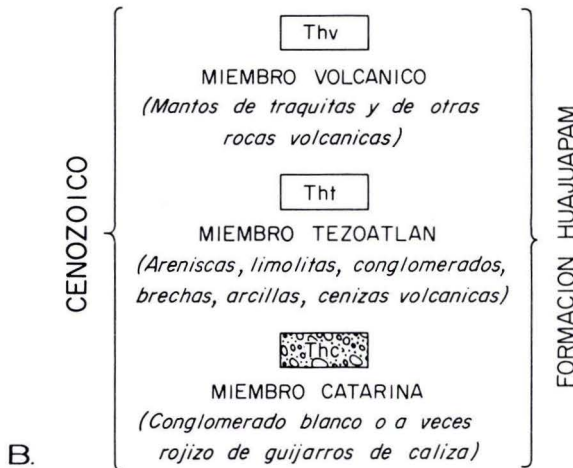 Thv
MIEMBRO VOLCANICO
(Mantos de traquitas y de otras
rocas volcanicas)
Tht
MIEMBRO TEZOATLAN
(Areniscas, limolitas, conglomerados,
brechas, arcillas, cenizas volcanicas)
Thc
MIEMBRO CATARINA
(Conglomerado blanco o a veces
rojizo de guijarros de caliza)
CENOZOICO
FORMACION HUAJUAPAM
B.